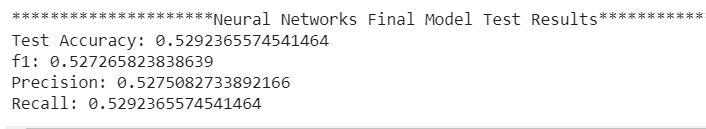 *********************Neural Networks Final Model Test Results************
Test Accuracy: 0.5292365574541464
f1: 0.527265823838639
Precision: 0.5275082733892166
Recall: 0.5292365574541464